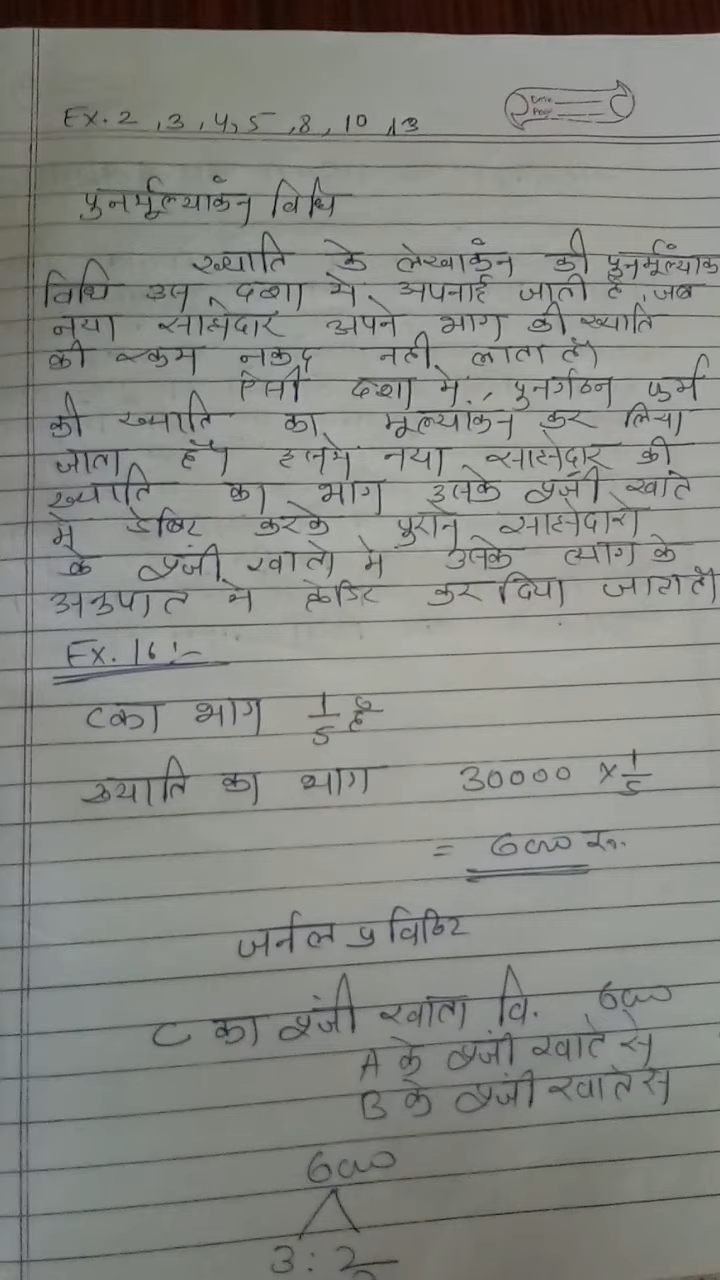 Ex. 2, 3, 4, 5, 8, 10, 13
Date
Page
पुनर्मूल्यांकन विधि
ख्याति के लेखांकन की पुनर्मूल्यांक
विधि उस दशा में अपनाई जाती है, जब
नया साझेदार अपने भाग की ख्याति
की रकम नकद नही लाता है।
ऐसी दशा में, पुनर्गठन फर्म
की ख्याति का मूल्यांकन कर लिया
जाता है। इसमें नया साझेदार की
ख्याति का भाग उसके पूंजी खाते
मे डेबिट करके पुराने साझेदारो
के पूंजी खातो मे उनके त्याग के
अनुपात मे क्रेडिट कर दिया जाता है।
Ex. 16 :-
C का भाग 1/5 है
ख्याति का भाग 30000 × 1/5
= 6000 रु.
जर्नल प्रविष्टि
C का पूंजी खाता वि. 6000
A के पूंजी खाते से
B के पूंजी खाते से
6000
3 : 2